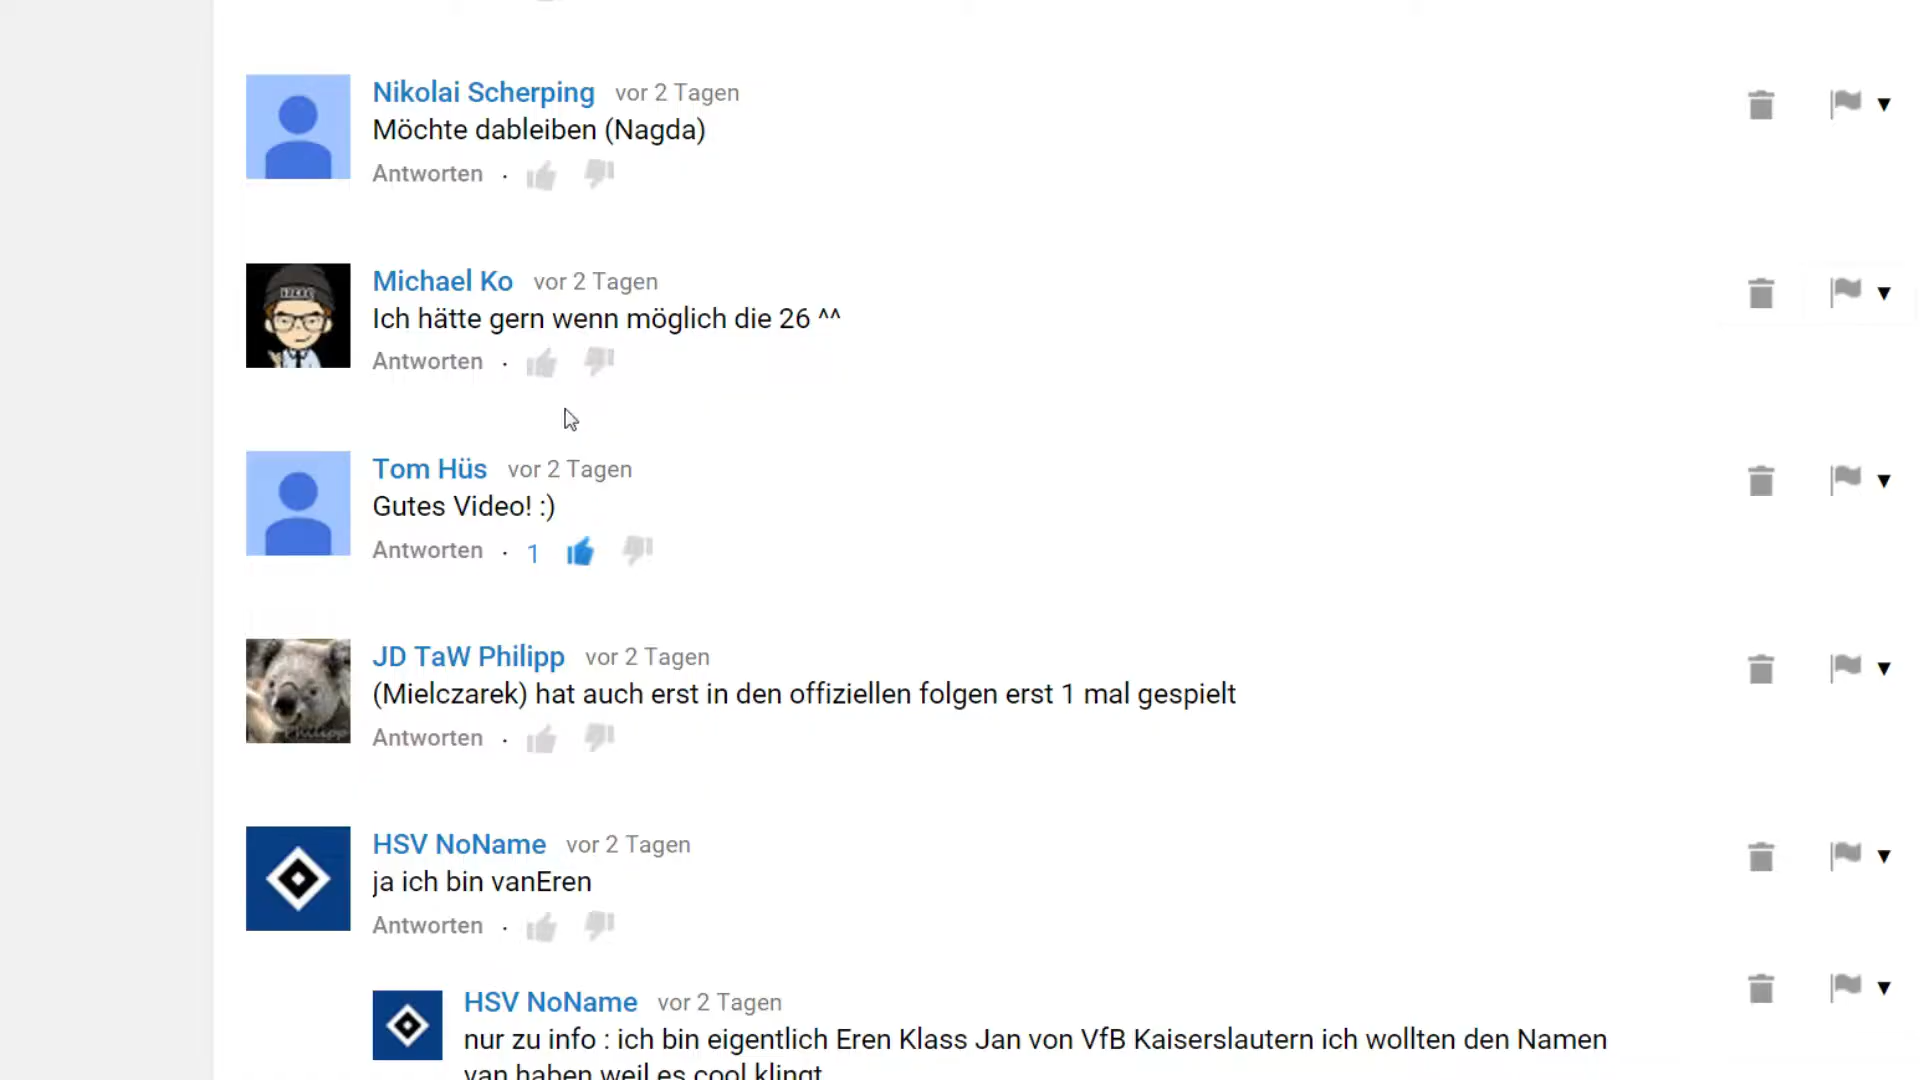 Nikolai Scherping vor 2 Tagen
Möchte dableiben (Nagda)
Antworten ·
Michael Ko vor 2 Tagen
Ich hätte gern wenn möglich die 26 ^^
Antworten ·
Tom Hüs vor 2 Tagen
Gutes Video! :)
Antworten · 1
JD TaW Philipp vor 2 Tagen
(Mielczarek) hat auch erst in den offiziellen folgen erst 1 mal gespielt
Philipp
Antworten ·
HSV NoName vor 2 Tagen
ja ich bin vanEren
Antworten ·
HSV NoName vor 2 Tagen
nur zu info : ich bin eigentlich Eren Klass Jan von VfB Kaiserslautern ich wollten den Namen
van haben weil es cool klingt